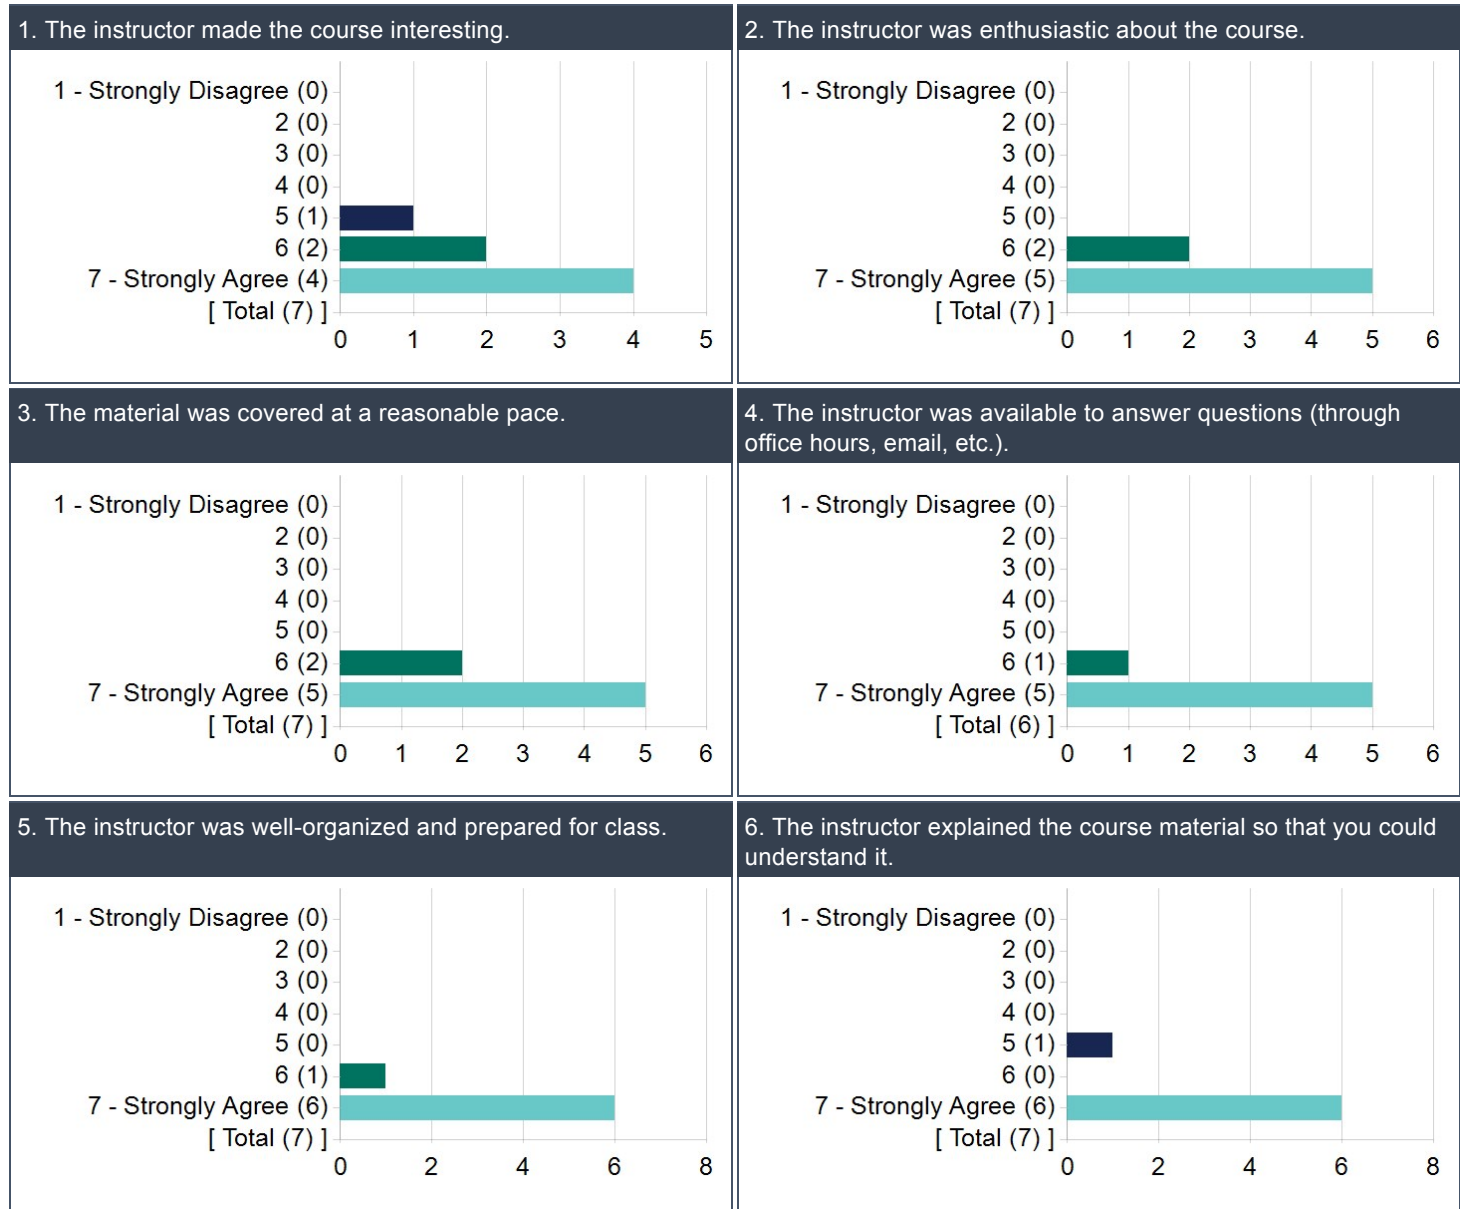 1. The instructor made the course interesting.
1 - Strongly Disagree (0)
2 (0)
3 (0)
4 (0)
5 (1)
6 (2)
7 - Strongly Agree (4)
[ Total (7) ]
0 1 2 3 4 5
2. The instructor was enthusiastic about the course.
1 - Strongly Disagree (0)
2 (0)
3 (0)
4 (0)
5 (0)
6 (2)
7 - Strongly Agree (5)
[ Total (7) ]
0 1 2 3 4 5 6
3. The material was covered at a reasonable pace.
1 - Strongly Disagree (0)
2 (0)
3 (0)
4 (0)
5 (0)
6 (2)
7 - Strongly Agree (5)
[ Total (7) ]
0 1 2 3 4 5 6
4. The instructor was available to answer questions (through
office hours, email, etc.).
1 - Strongly Disagree (0)
2 (0)
3 (0)
4 (0)
5 (0)
6 (1)
7 - Strongly Agree (5)
[ Total (6) ]
0 1 2 3 4 5 6
5. The instructor was well-organized and prepared for class.
1 - Strongly Disagree (0)
2 (0)
3 (0)
4 (0)
5 (0)
6 (1)
7 - Strongly Agree (6)
[ Total (7) ]
0 2 4 6 8
6. The instructor explained the course material so that you could
understand it.
1 - Strongly Disagree (0)
2 (0)
3 (0)
4 (0)
5 (1)
6 (0)
7 - Strongly Agree (6)
[ Total (7) ]
0 2 4 6 8